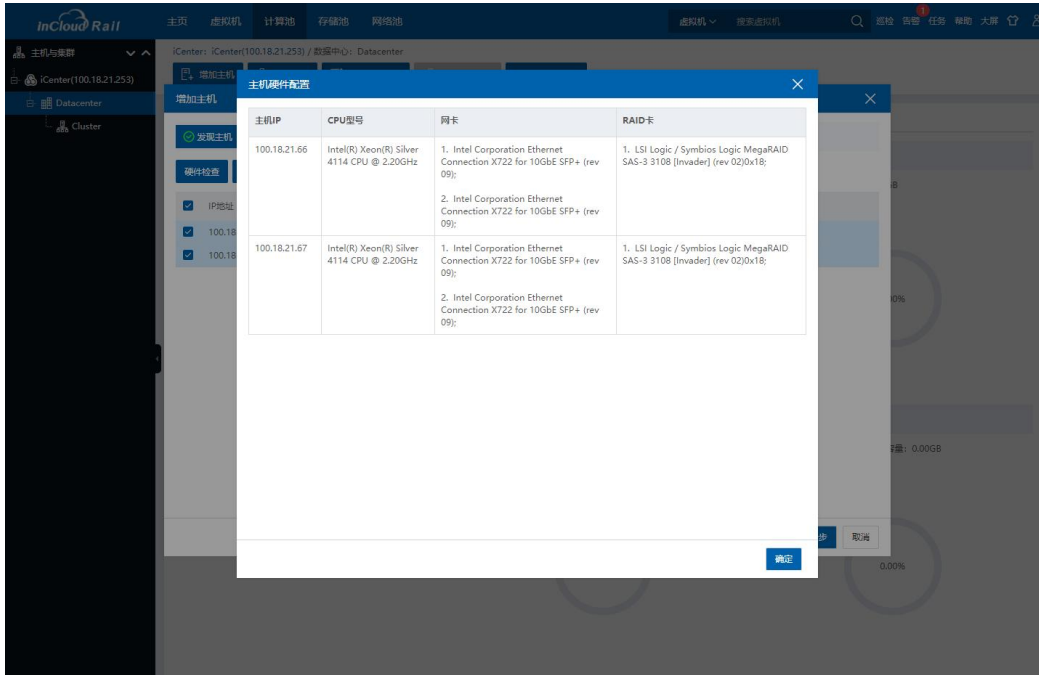 InCloud Rail
主页 虚拟机 计算池 存储池 网络池
虚拟机 搜索虚拟机
巡检 告警 1 任务 帮助 大屏
主机与集群
iCenter(100.18.21.253)
Datacenter
Cluster
iCenter: iCenter(100.18.21.253) / 数据中心: Datacenter
增加主机
增加主机
发现主机
硬件检查
IP地址
100.18
100.18
主机硬件配置
主机IP CPU型号 网卡 RAID卡
100.18.21.66
Intel(R) Xeon(R) Silver
4114 CPU @ 2.20GHz
1. Intel Corporation Ethernet
Connection X722 for 10GbE SFP+ (rev
09);
2. Intel Corporation Ethernet
Connection X722 for 10GbE SFP+ (rev
09);
1. LSI Logic / Symbios Logic MegaRAID
SAS-3 3108 [Invader] (rev 02)0x18;
100.18.21.67
Intel(R) Xeon(R) Silver
4114 CPU @ 2.20GHz
1. Intel Corporation Ethernet
Connection X722 for 10GbE SFP+ (rev
09);
2. Intel Corporation Ethernet
Connection X722 for 10GbE SFP+ (rev
09);
1. LSI Logic / Symbios Logic MegaRAID
SAS-3 3108 [Invader] (rev 02)0x18;
确定
步 取消
量: 0.00GB
0.00%